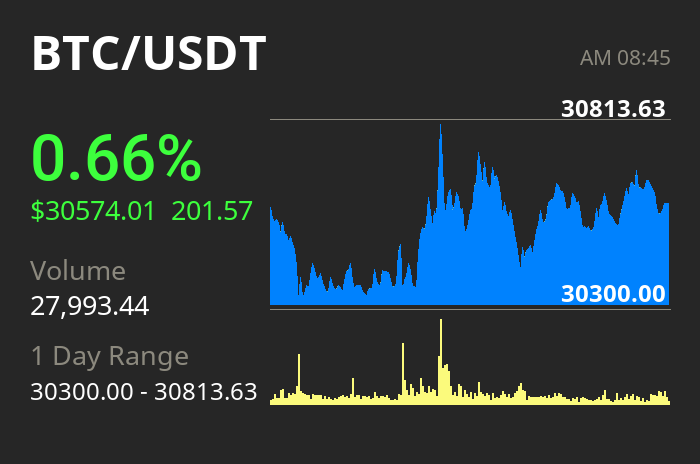 BTC/USDT
AM 08:45
30813.63
0.66%
$30574.01 201.57
Volume
27,993.44
30300.00
1 Day Range
30300.00 - 30813.63